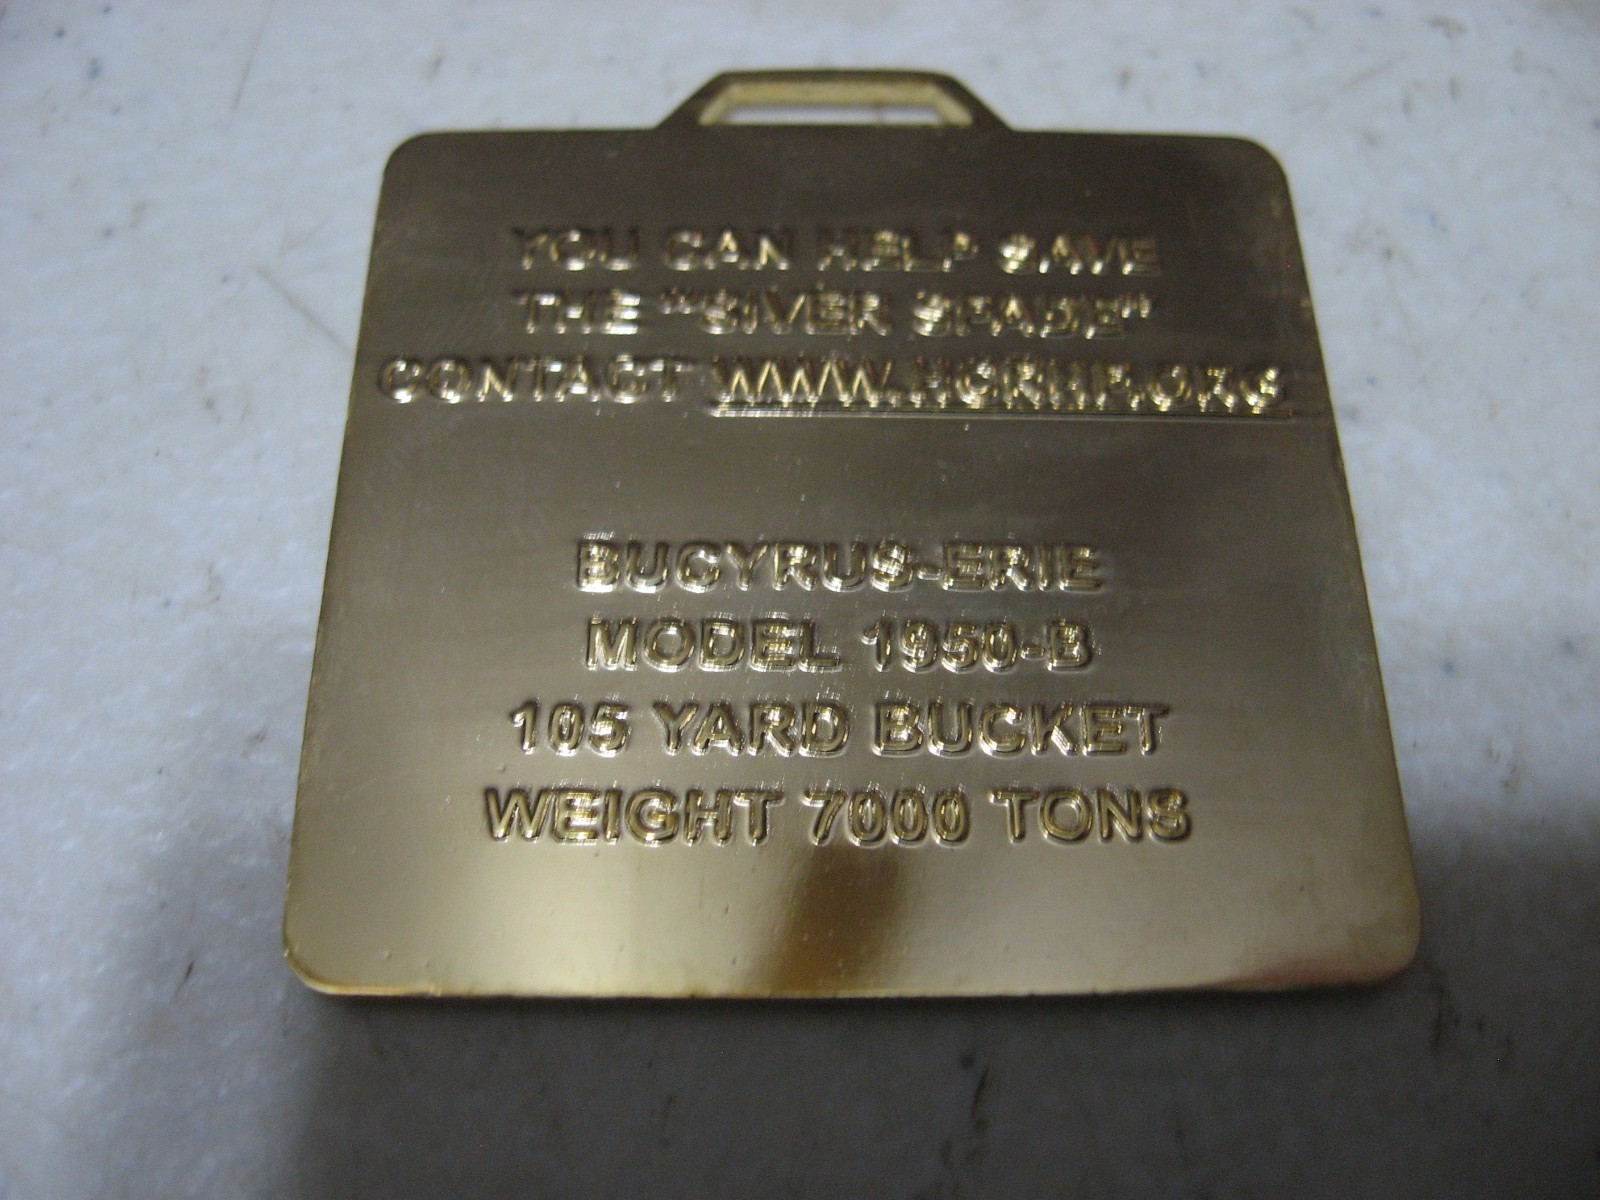 YOU CAN HELP SAVE
THE "SIVER SPADE"
CONTACT WWW.HCRHP.ORG
BUCYRUS-ERIE
MODEL 1950-B
105 YARD BUCKET
WEIGHT 7000 TONS